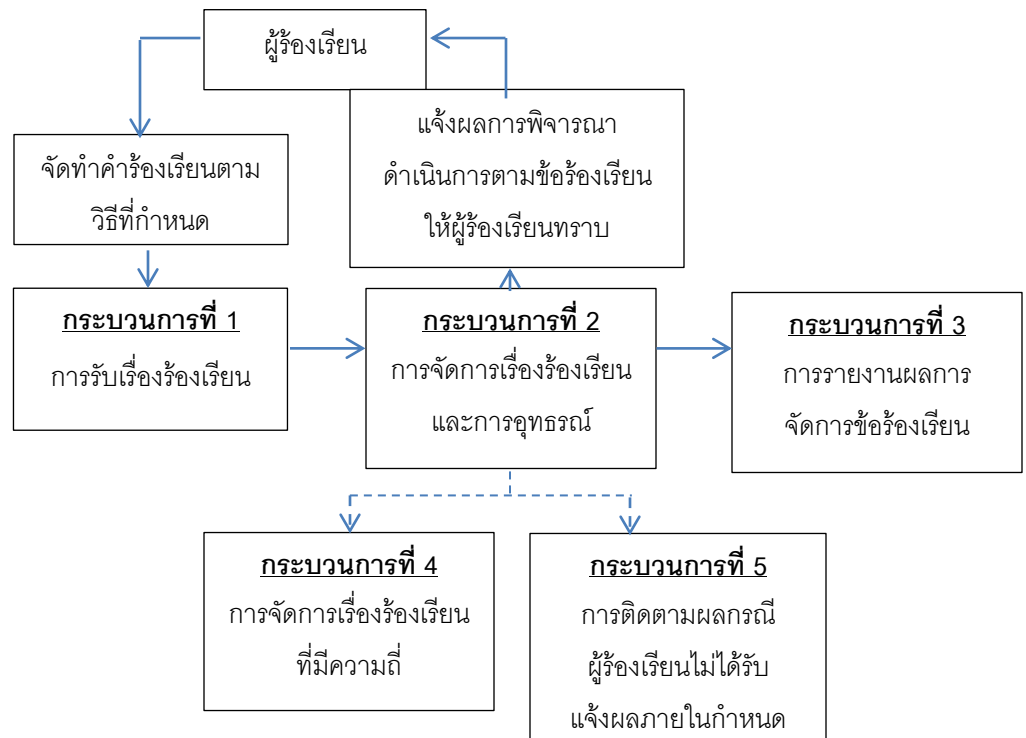 ผู้ร้องเรียน
แจ้งผลการพิจารณา
ดำเนินการตามข้อร้องเรียน
ให้ผู้ร้องเรียนทราบ
จัดทำคำร้องเรียนตาม
วิธีที่กำหนด
กระบวนการที่ 1
การรับเรื่องร้องเรียน
กระบวนการที่ 2
การจัดการเรื่องร้องเรียน
และการอุทธรณ์
กระบวนการที่ 3
การรายงานผลการ
จัดการข้อร้องเรียน
กระบวนการที่ 4
การจัดการเรื่องร้องเรียน
ที่มีความถี่
กระบวนการที่ 5
การติดตามผลกรณี
ผู้ร้องเรียนไม่ได้รับ
แจ้งผลภายในกำหนด